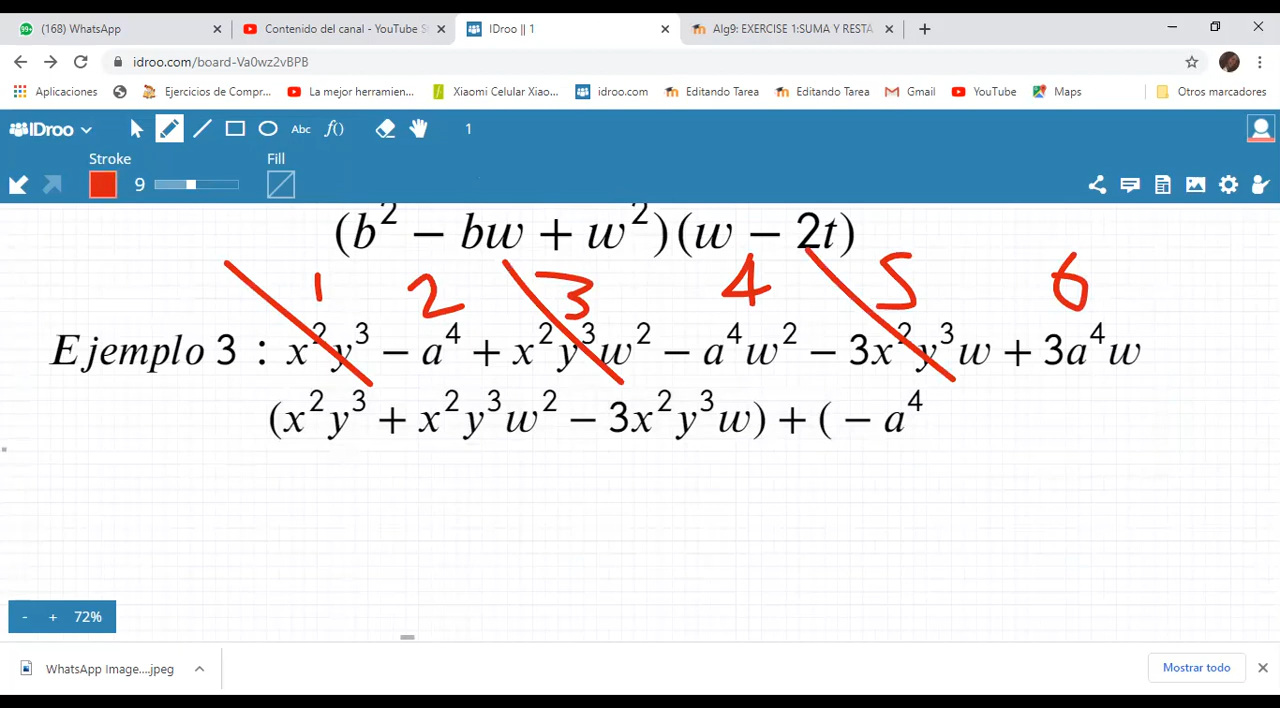 (168) WhatsApp
Contenido del canal - YouTube S
IDroo || 1
Alg9: EXERCISE 1:SUMA Y RESTA
idroo.com/board-Va0wz2vBPB
Aplicaciones
Ejercicios de Compr...
La mejor herramien...
Xiaomi Celular Xiao...
idroo.com
Editando Tarea
Editando Tarea
Gmail
YouTube
Maps
Otros marcadores
IDroo
Abc
f()
1
Stroke
Fill
9
(b² − bw + w²)(w − 2t)
1 2 3 4 5 6
Ejemplo 3 : x²y³ − a⁴ + x²y³w² − a⁴w² − 3x²y³w + 3a⁴w
(x²y³ + x²y³w² − 3x²y³w) + (− a⁴
- + 72%
WhatsApp Image....jpeg
Mostrar todo